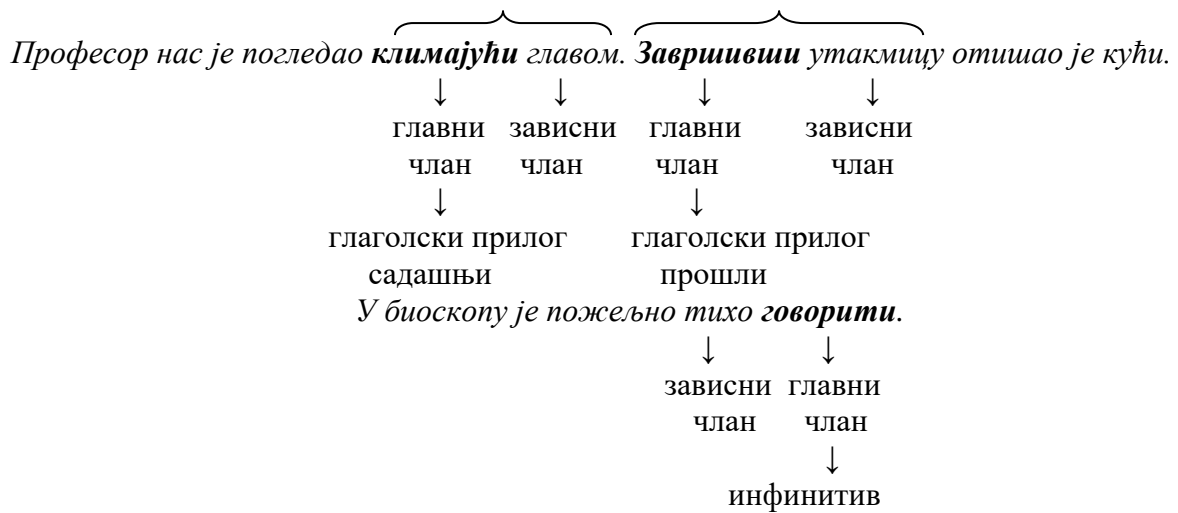 Професор нас је погледао климајући главом. Завршивши утакмицу отишао је кући.
↓ ↓ ↓ ↓
главни зависни главни зависни
члан члан члан члан
↓ ↓
глаголски прилог глаголски прилог
садашњи прошли
У биоскопу је пожељно тихо говорити.
↓ ↓
зависни главни
члан члан
↓
инфинитив